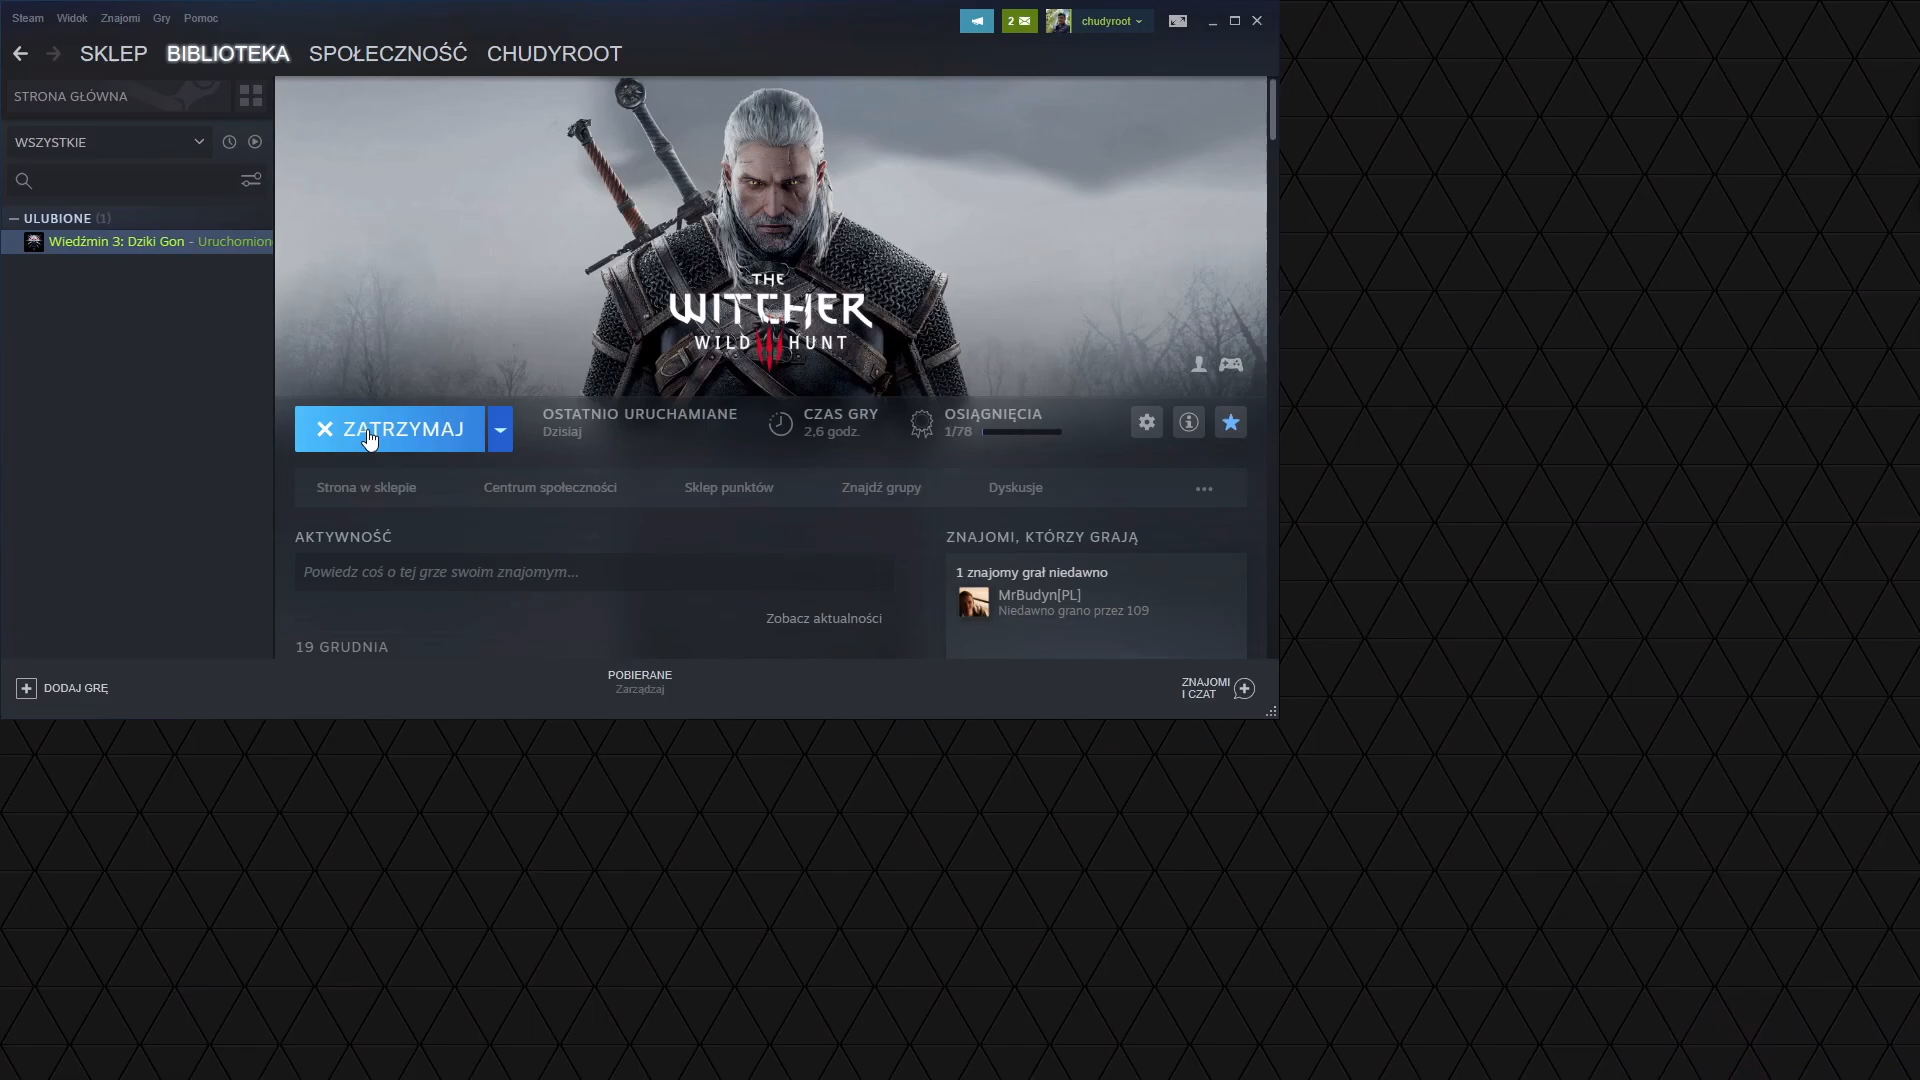 Steam Widok Znajomi Gry Pomoc
2
chudyroot
SKLEP BIBLIOTEKA SPOŁECZNOŚĆ CHUDYROOT
STRONA GŁÓWNA
WSZYSTKIE
ULUBIONE (1)
Wiedźmin 3: Dziki Gon - Uruchomion
THE
WITCHER
WILD HUNT
ZATRZYMAJ
OSTATNIO URUCHAMIANE
Dzisiaj
CZAS GRY
2,6 godz.
OSIĄGNIĘCIA
1/78
Strona w sklepie Centrum społeczności Sklep punktów Znajdź grupy Dyskusje
AKTYWNOŚĆ
Powiedz coś o tej grze swoim znajomym...
Zobacz aktualności
19 GRUDNIA
ZNAJOMI, KTÓRZY GRAJĄ
1 znajomy grał niedawno
MrBudyn[PL]
Niedawno grano przez 109
DODAJ GRĘ
POBIERANE
Zarządzaj
ZNAJOMI
I CZAT